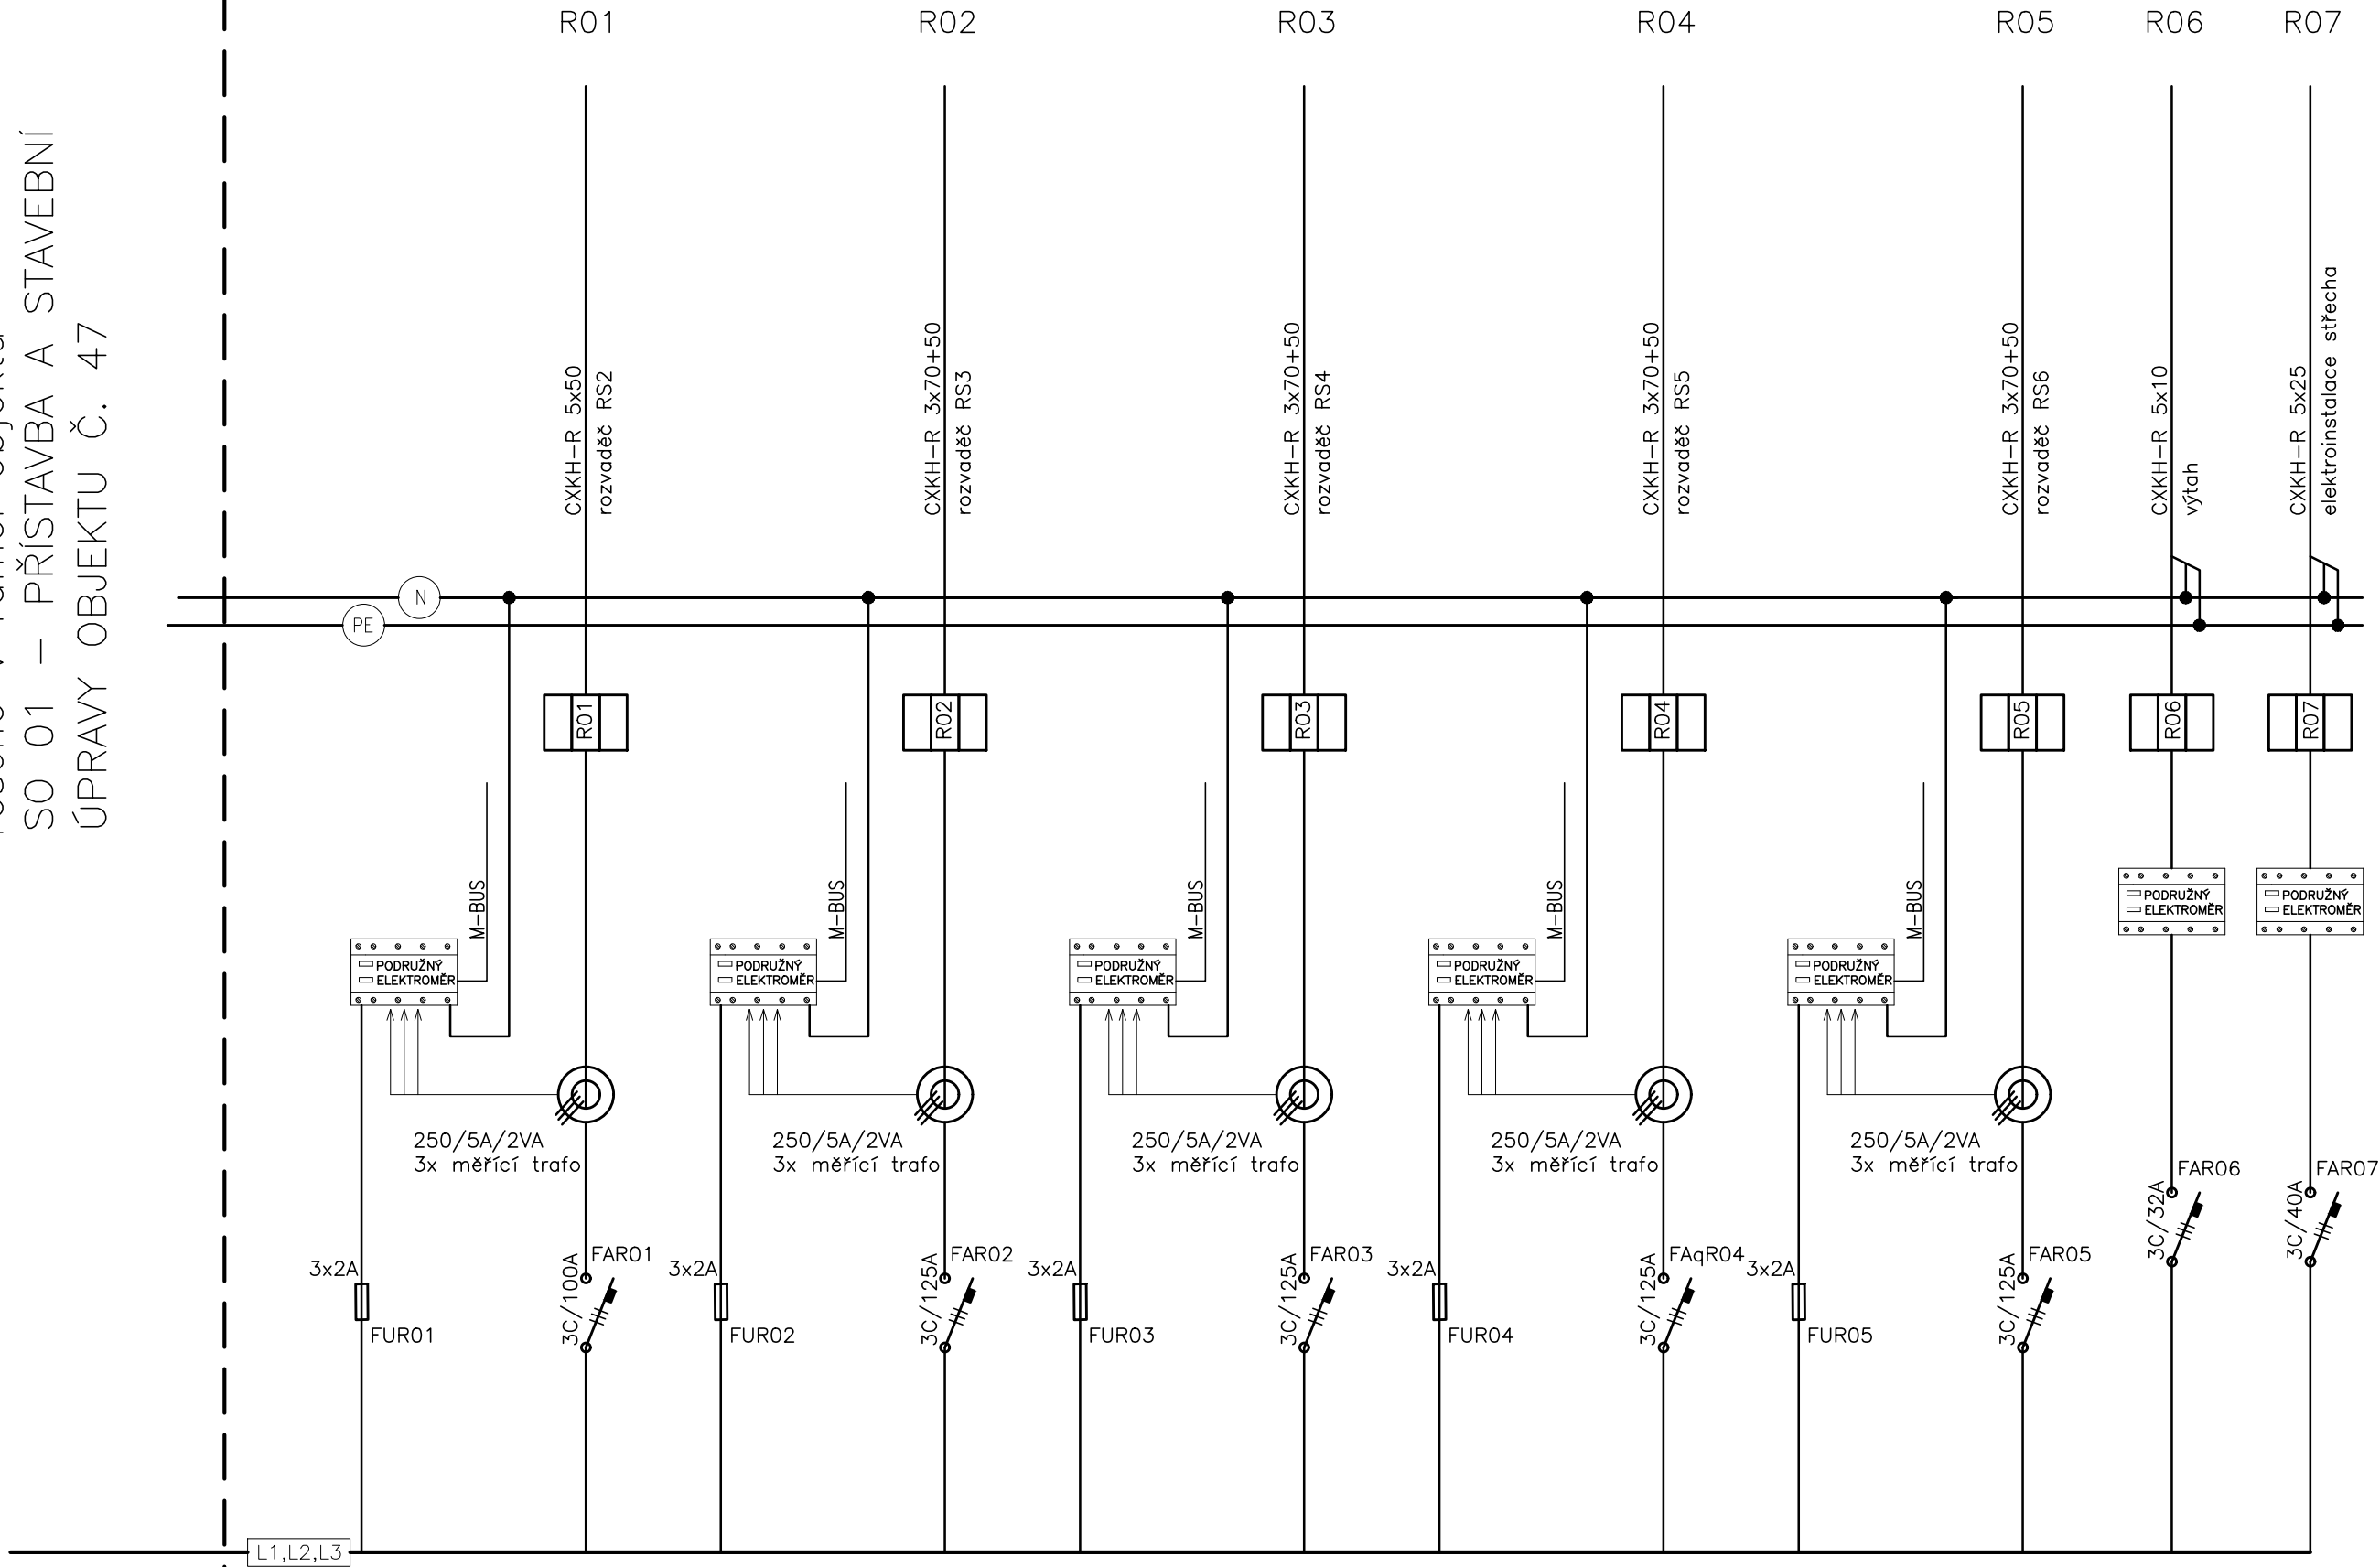 R01 R02 R03 R04 R05 R06 R07
SO 01 - PŘÍSTAVBA A STAVEBNÍ
ÚPRAVY OBJEKTU Č. 47
CXKH-R 5x50
rozvaděč RS2
CXKH-R 3x70+50
rozvaděč RS3
CXKH-R 3x70+50
rozvaděč RS4
CXKH-R 3x70+50
rozvaděč RS5
CXKH-R 3x70+50
rozvaděč RS6
CXKH-R 5x10
výtah
CXKH-R 5x25
elektroinstalace střecha
N
PE
R01 R02 R03 R04 R05 R06 R07
M-BUS M-BUS M-BUS M-BUS M-BUS
PODRUŽNÝ
ELEKTROMĚR
PODRUŽNÝ
ELEKTROMĚR
PODRUŽNÝ
ELEKTROMĚR
PODRUŽNÝ
ELEKTROMĚR
PODRUŽNÝ
ELEKTROMĚR
PODRUŽNÝ
ELEKTROMĚR
PODRUŽNÝ
ELEKTROMĚR
250/5A/2VA
3x měřící trafo
250/5A/2VA
3x měřící trafo
250/5A/2VA
3x měřící trafo
250/5A/2VA
3x měřící trafo
250/5A/2VA
3x měřící trafo
3x2A
FUR01
3C/100A
FAR01
3x2A
FUR02
3C/125A
FAR02
3x2A
FUR03
3C/125A
FAR03
3x2A
FUR04
3C/125A
FAqR04
3x2A
FUR05
3C/125A
FAR05
3C/32A
FAR06
3C/40A
FAR07
L1,L2,L3